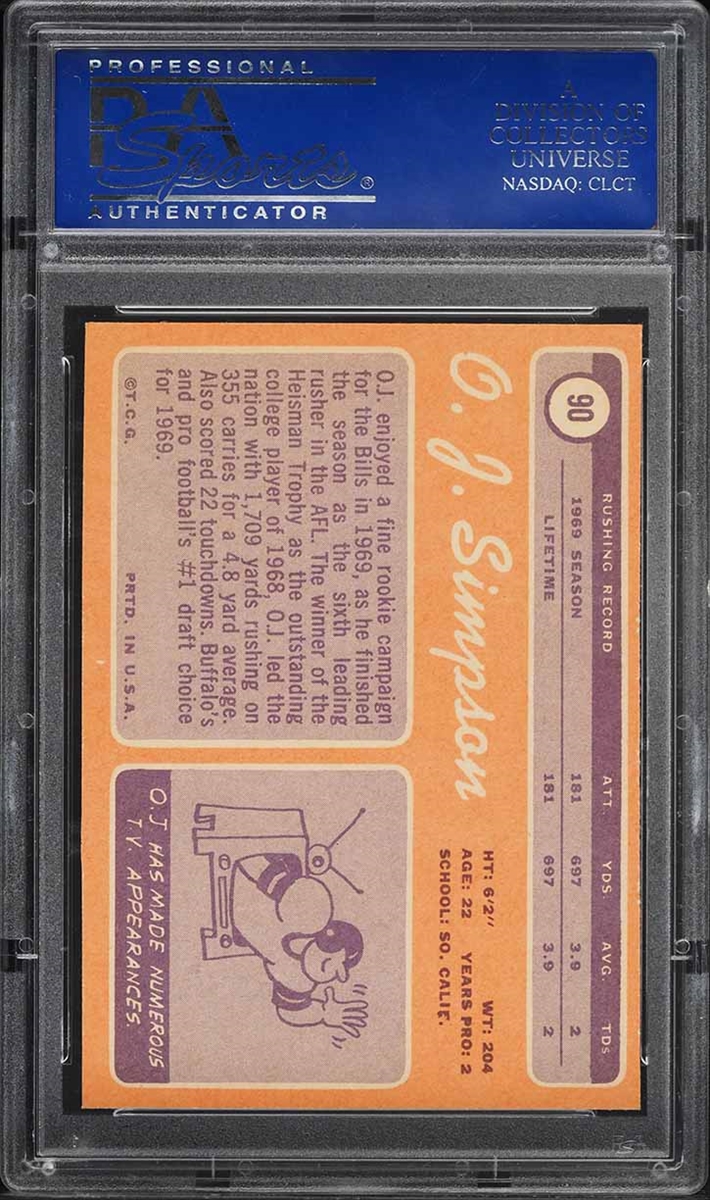 PROFESSIONAL
PSA
Sports®
AUTHENTICATOR
A
DIVISION OF
COLLECTORS
UNIVERSE
NASDAQ: CLCT
90
RUSHING RECORD ATT. YDS. AVG. TDS
1969 SEASON 181 697 3.9 2
LIFETIME 181 697 3.9 2
O. J. Simpson
HT: 6'2" WT: 204
AGE: 22 YEARS PRO: 2
SCHOOL: SO. CALIF.
O.J. enjoyed a fine rookie campaign
for the Bills in 1969, as he finished
the season as the sixth leading
rusher in the AFL. The winner of the
Heisman Trophy as the outstanding
college player of 1968, O.J. led the
nation with 1,709 yards rushing on
355 carries for a 4.8 yard average.
Also scored 22 touchdowns. Buffalo's
and pro football's #1 draft choice
for 1969.
©T.C.G. PRTD. IN U.S.A.
O.J HAS MADE NUMEROUS
T.V. APPEARANCES.